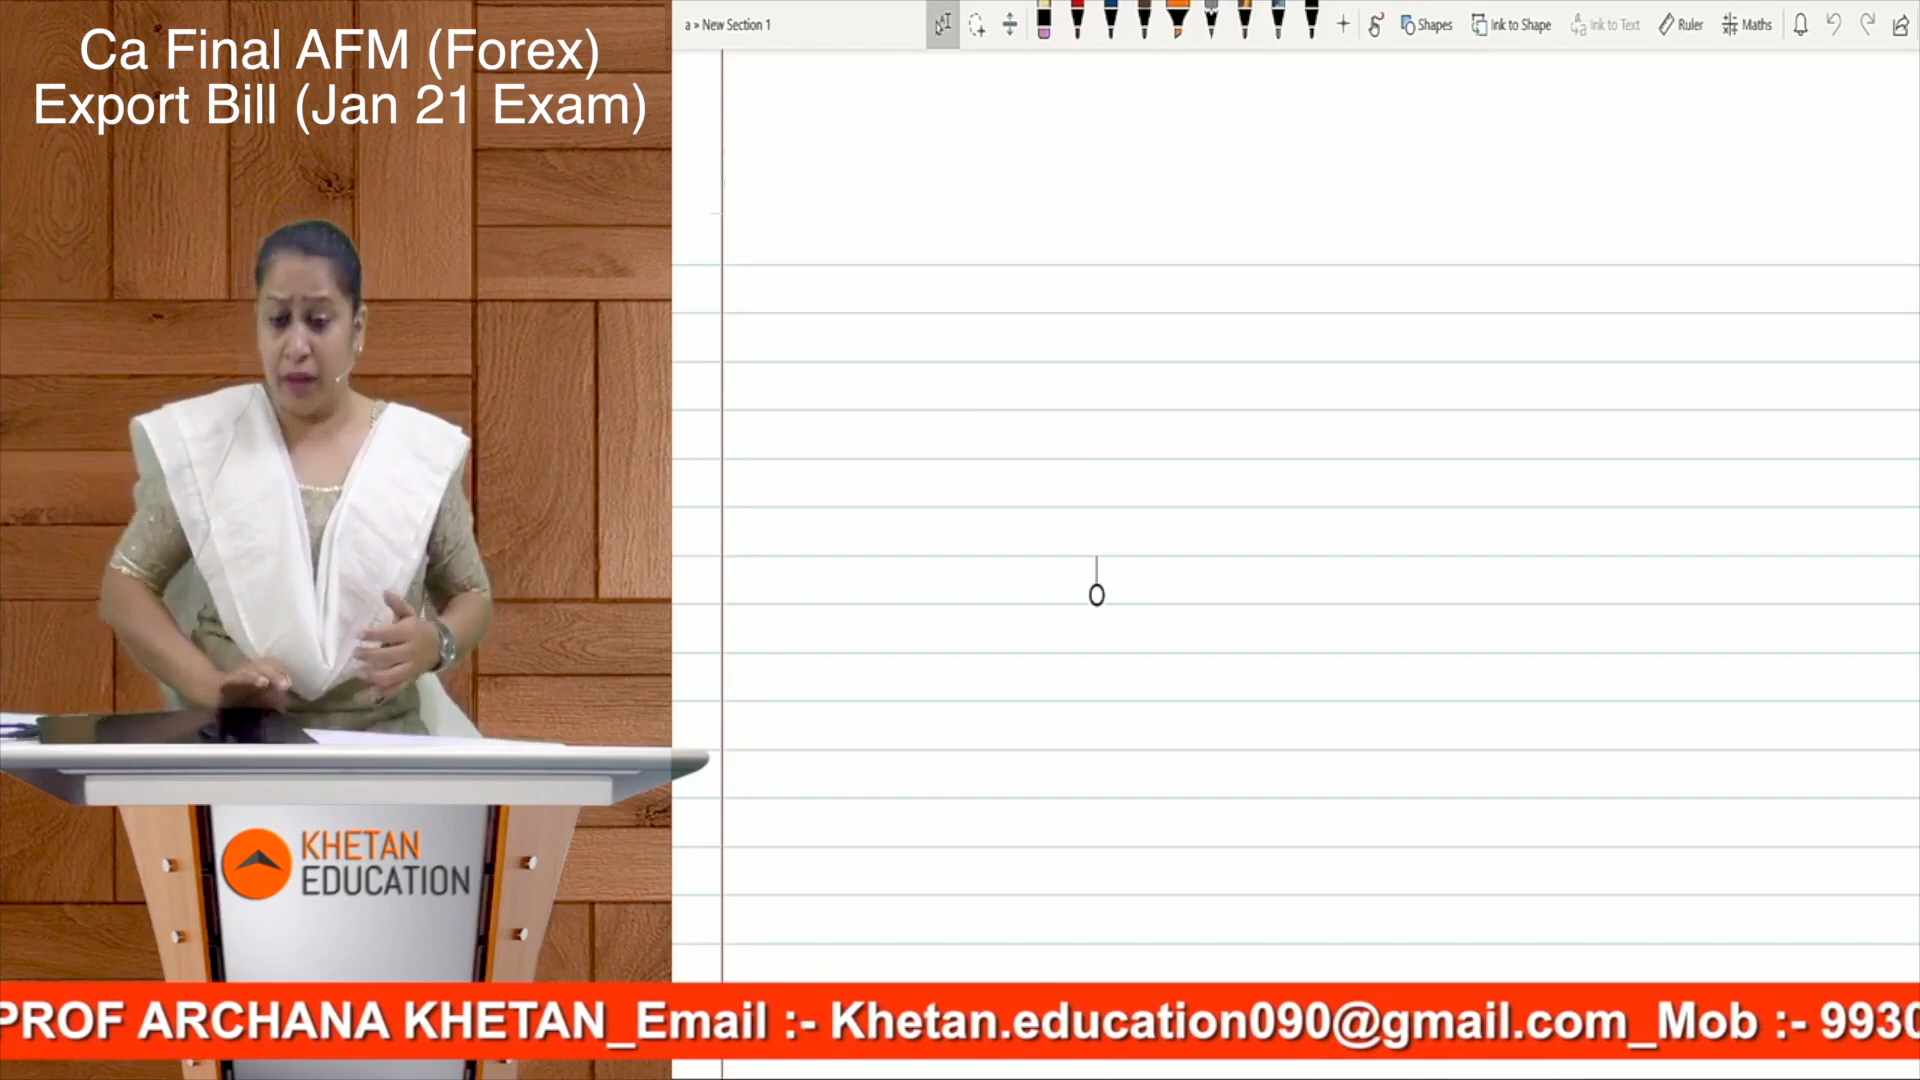 Ca Final AFM (Forex)
Export Bill (Jan 21 Exam)
a » New Section 1
Shapes
Ink to Shape
Ink to Text
Ruler
Maths
KHETAN
EDUCATION
PROF ARCHANA KHETAN_Email :- Khetan.education090@gmail.com_Mob :- 9930